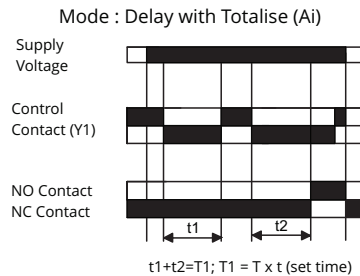 Mode : Delay with Totalise (Ai)
Supply
Voltage
Control
Contact (Y1)
NO Contact
NC Contact
t1
t2
t1+t2=T1; T1 = T x t (set time)